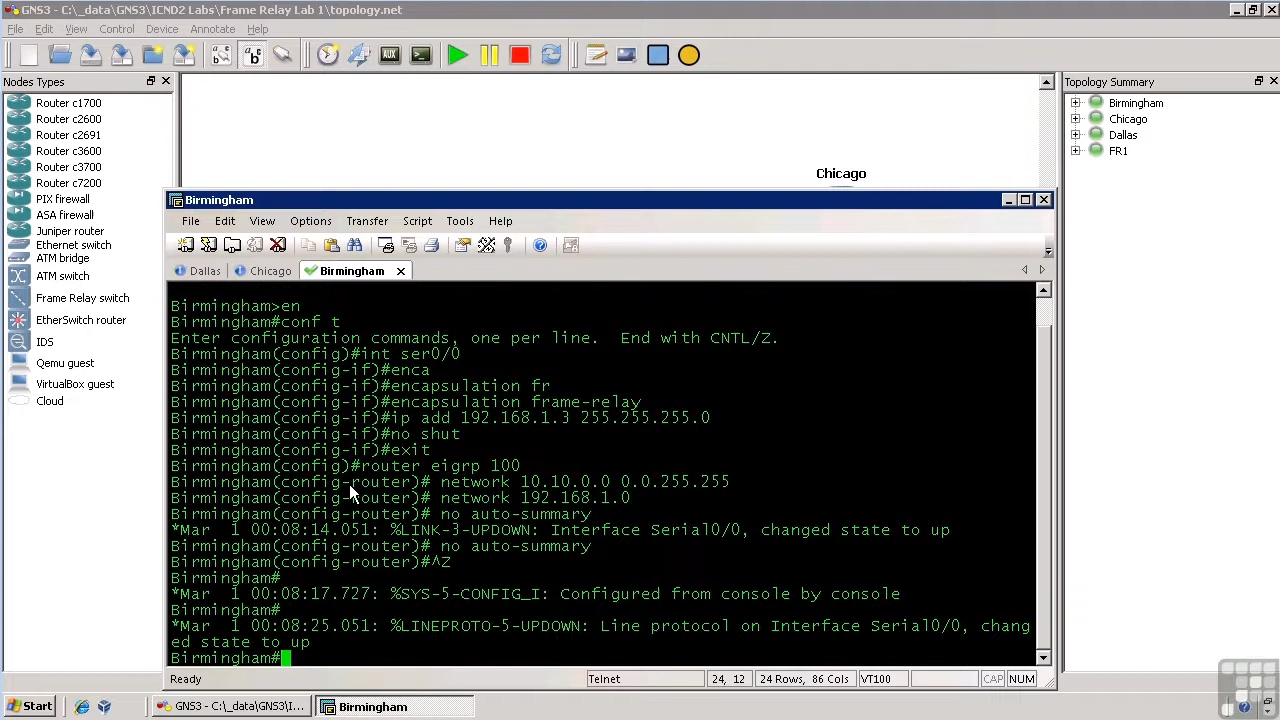 GNS3 - C:\_data\GNS3\ICND2 Labs\Frame Relay Lab 1\topology.net
File Edit View Control Device Annotate Help
AUX
Nodes Types
Router c1700
Router c2600
Router c2691
Router c3600
Router c3700
Router c7200
PIX firewall
ASA firewall
Juniper router
Ethernet switch
ATM bridge
ATM switch
Frame Relay switch
EtherSwitch router
IDS
Qemu guest
VirtualBox guest
Cloud
Chicago
Topology Summary
Birmingham
Chicago
Dallas
FR1
Birmingham
File Edit View Options Transfer Script Tools Help
Dallas Chicago Birmingham
Birmingham>en
Birmingham#conf t
Enter configuration commands, one per line.  End with CNTL/Z.
Birmingham(config)#int ser0/0
Birmingham(config-if)#enca
Birmingham(config-if)#encapsulation fr
Birmingham(config-if)#encapsulation frame-relay
Birmingham(config-if)#ip add 192.168.1.3 255.255.255.0
Birmingham(config-if)#no shut
Birmingham(config-if)#exit
Birmingham(config)#router eigrp 100
Birmingham(config-router)# network 10.10.0.0 0.0.255.255
Birmingham(config-router)# network 192.168.1.0
Birmingham(config-router)# no auto-summary
*Mar  1 00:08:14.051: %LINK-3-UPDOWN: Interface Serial0/0, changed state to up
Birmingham(config-router)# no auto-summary
Birmingham(config-router)#^Z
Birmingham#
*Mar  1 00:08:17.727: %SYS-5-CONFIG_I: Configured from console by console
Birmingham#
*Mar  1 00:08:25.051: %LINEPROTO-5-UPDOWN: Line protocol on Interface Serial0/0, chang
ed state to up
Birmingham#
Ready Telnet 24, 12 24 Rows, 86 Cols VT100 CAP NUM
Start GNS3 - C:\_data\GNS3\I... Birmingham